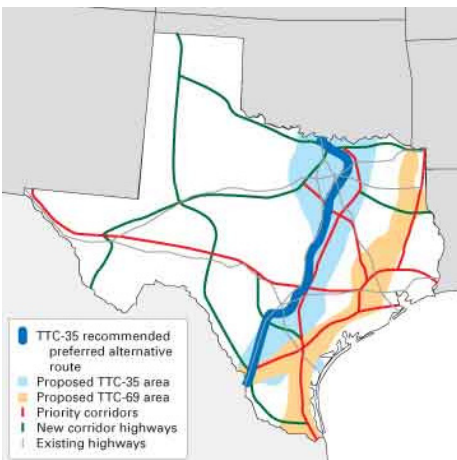 TTC-35 recommended
preferred alternative
route
Proposed TTC-35 area
Proposed TTC-69 area
Priority corridors
New corridor highways
Existing highways